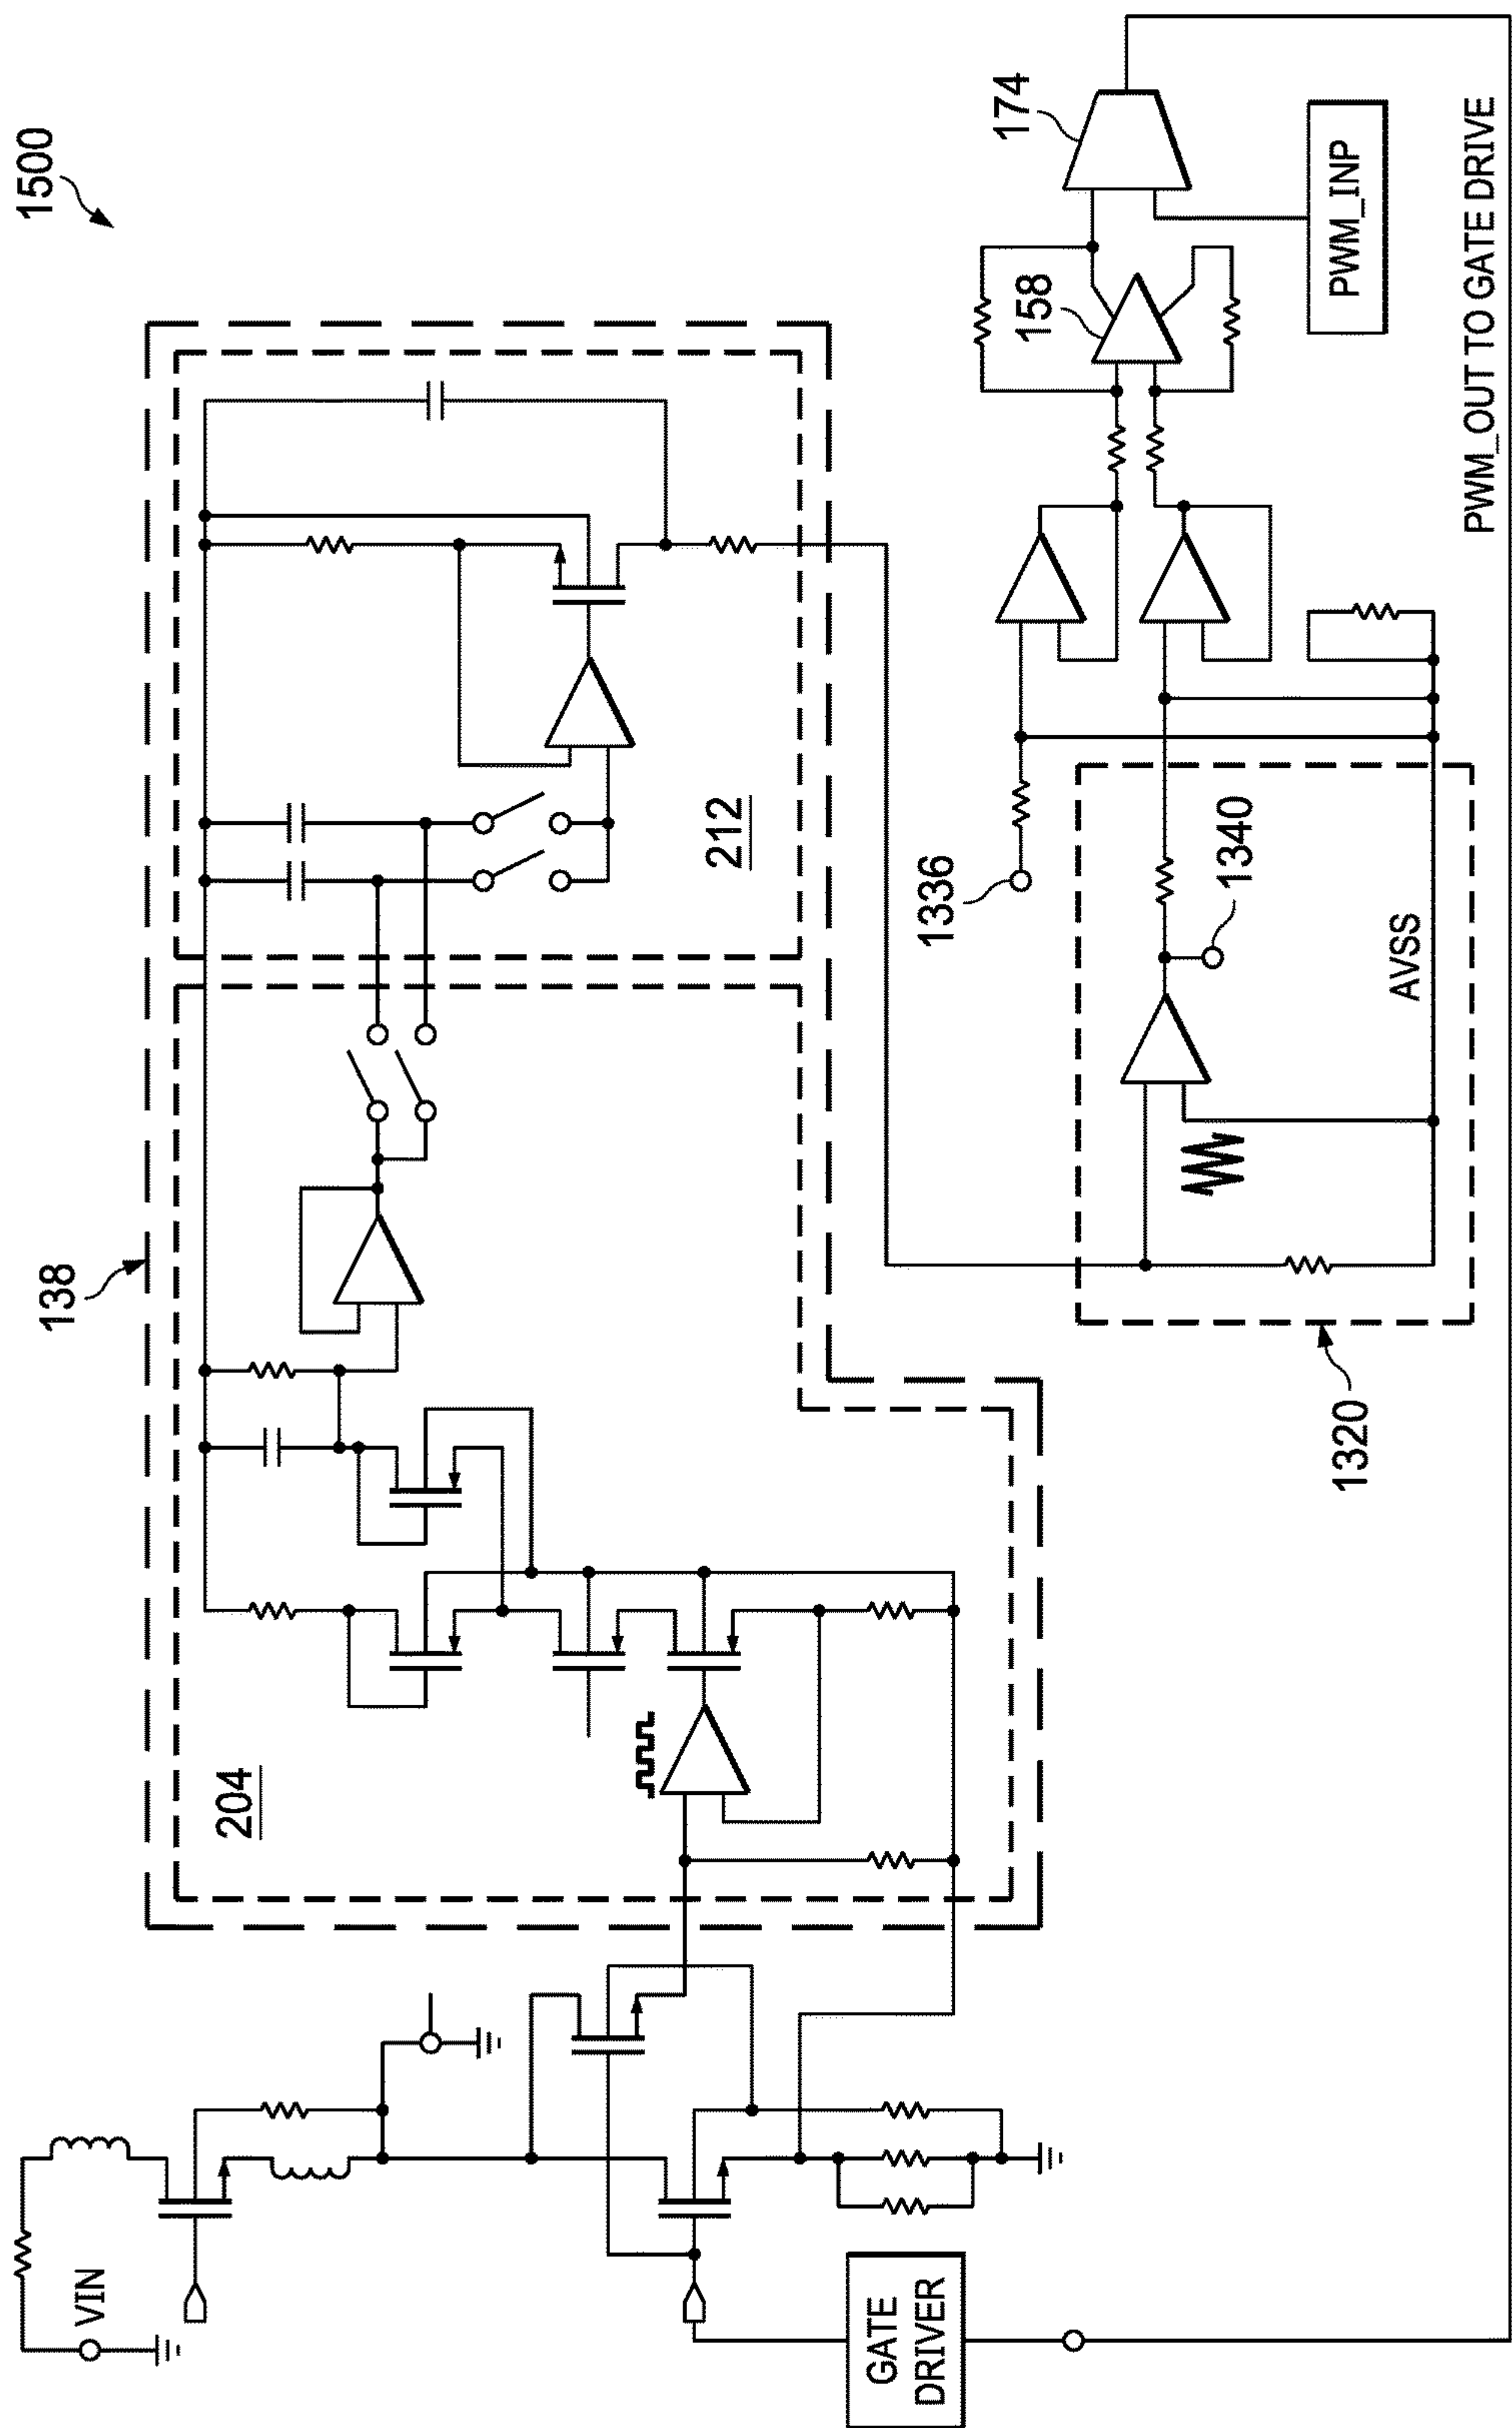 1500
138
204
212
174
158
PWM_INP
1336
1340
AVSS
1320
VIN
GATE
DRIVER
PWM_OUT TO GATE DRIVE